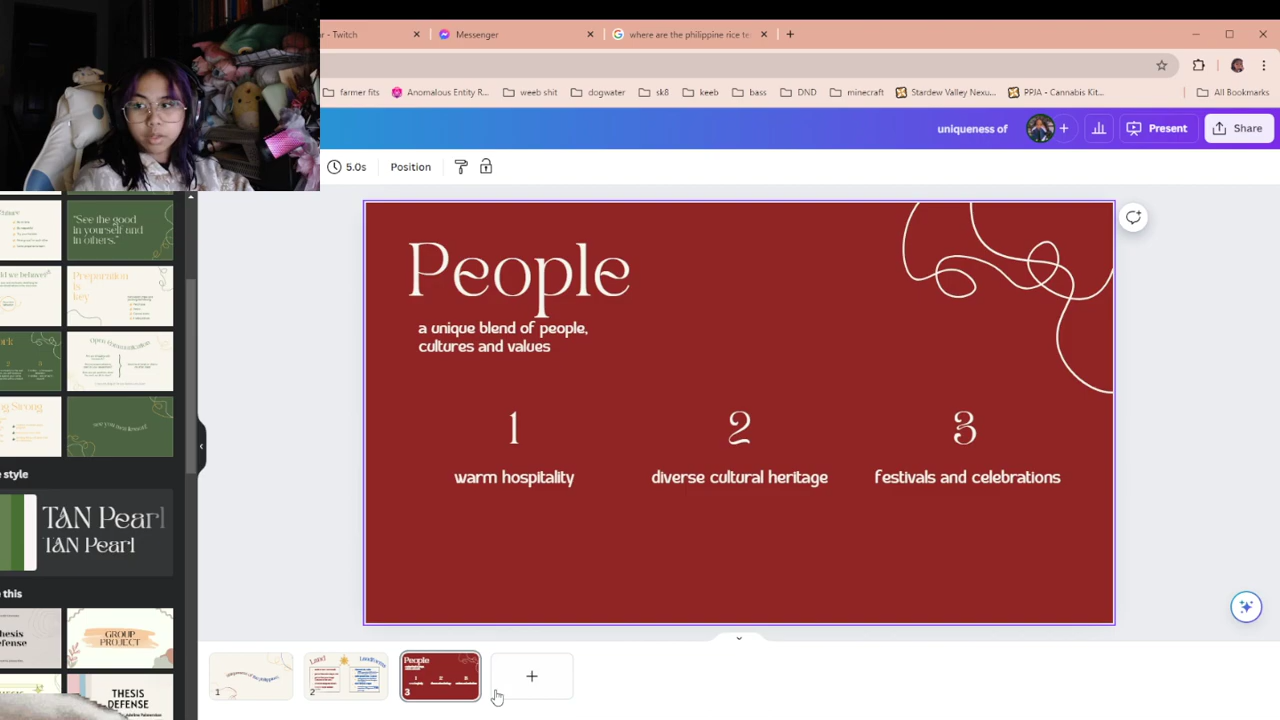 r - Twitch
Messenger
where are the philippine rice te
farmer fits
Anomalous Entity R...
weeb shit
dogwater
sk8
keeb
bass
DND
minecraft
Stardew Valley Nexu...
PPJA - Cannabis Kit...
All Bookmarks
uniqueness of
Present
Share
5.0s
Position
"See the good
in yourself and
in others."
Preparation
is
key
People
a unique blend of people,
cultures and values
1
2
3
warm hospitality
diverse cultural heritage
festivals and celebrations
style
TAN Pearl
TAN Pearl
this
hesis
efense
GROUP
PROJECT
THESIS
DEFENSE
1
2
Land
3
People